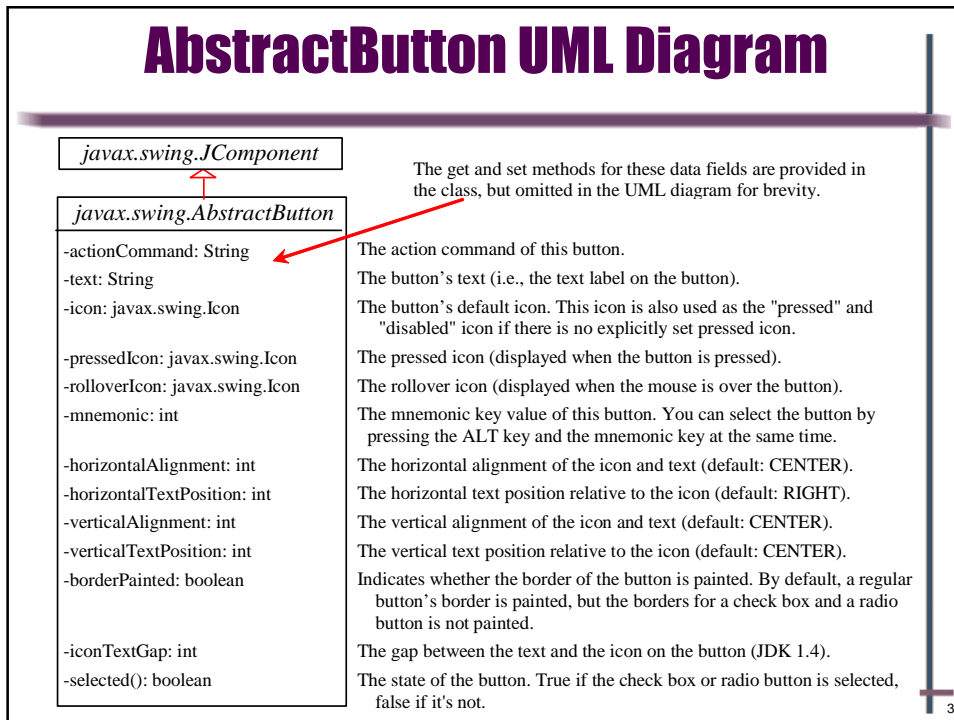 AbstractButton UML Diagram
javax.swing.JComponent
The get and set methods for these data fields are provided in
the class, but omitted in the UML diagram for brevity.
javax.swing.AbstractButton
-actionCommand: String
The action command of this button.
-text: String
The button’s text (i.e., the text label on the button).
-icon: javax.swing.Icon
The button’s default icon. This icon is also used as the "pressed" and
"disabled" icon if there is no explicitly set pressed icon.
-pressedIcon: javax.swing.Icon
The pressed icon (displayed when the button is pressed).
-rolloverIcon: javax.swing.Icon
The rollover icon (displayed when the mouse is over the button).
-mnemonic: int
The mnemonic key value of this button. You can select the button by
pressing the ALT key and the mnemonic key at the same time.
-horizontalAlignment: int
The horizontal alignment of the icon and text (default: CENTER).
-horizontalTextPosition: int
The horizontal text position relative to the icon (default: RIGHT).
-verticalAlignment: int
The vertical alignment of the icon and text (default: CENTER).
-verticalTextPosition: int
The vertical text position relative to the icon (default: CENTER).
-borderPainted: boolean
Indicates whether the border of the button is painted. By default, a regular
button’s border is painted, but the borders for a check box and a radio
button is not painted.
-iconTextGap: int
The gap between the text and the icon on the button (JDK 1.4).
-selected(): boolean
The state of the button. True if the check box or radio button is selected,
false if it's not.
3